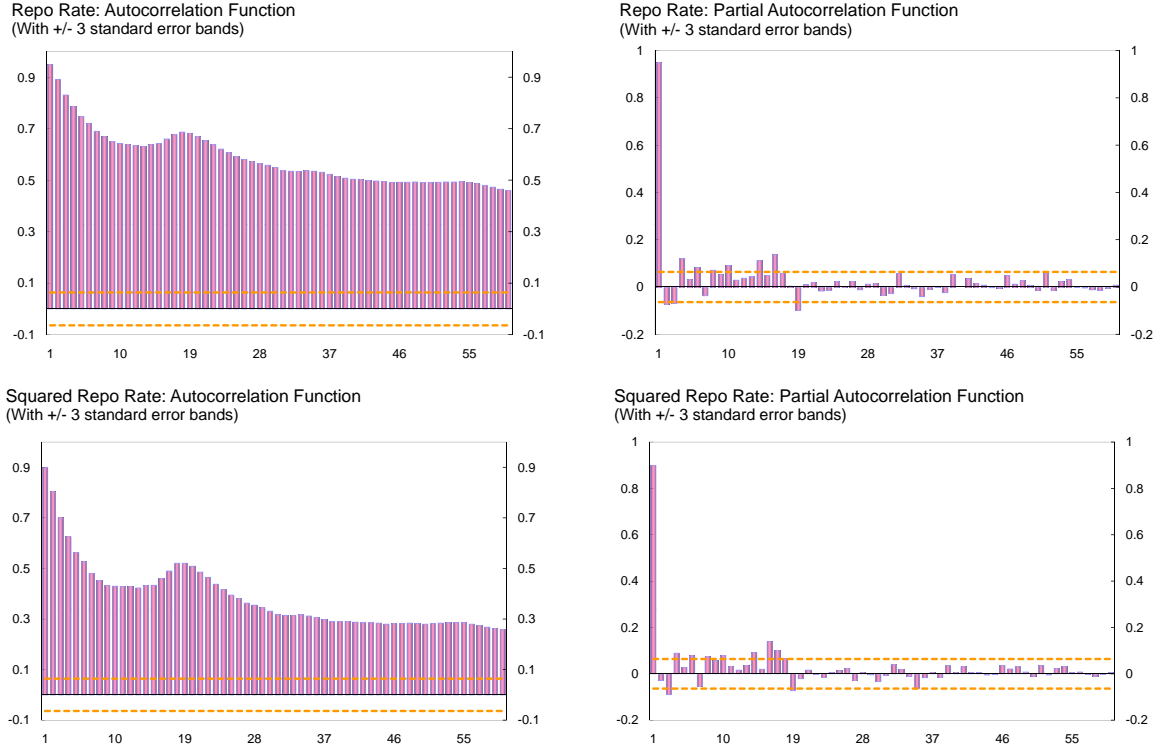 Repo Rate: Autocorrelation Function
(With +/- 3 standard error bands)
0.9 0.9
0.7 0.7
0.5 0.5
0.3 0.3
0.1 0.1
-0.1 -0.1
1 10 19 28 37 46 55
Repo Rate: Partial Autocorrelation Function
(With +/- 3 standard error bands)
1 1
0.8 0.8
0.6 0.6
0.4 0.4
0.2 0.2
0 0
-0.2 -0.2
1 10 19 28 37 46 55
Squared Repo Rate: Autocorrelation Function
(With +/- 3 standard error bands)
0.9 0.9
0.7 0.7
0.5 0.5
0.3 0.3
0.1 0.1
-0.1 -0.1
1 10 19 28 37 46 55
Squared Repo Rate: Partial Autocorrelation Function
(With +/- 3 standard error bands)
1 1
0.8 0.8
0.6 0.6
0.4 0.4
0.2 0.2
0 0
-0.2 -0.2
1 10 19 28 37 46 55